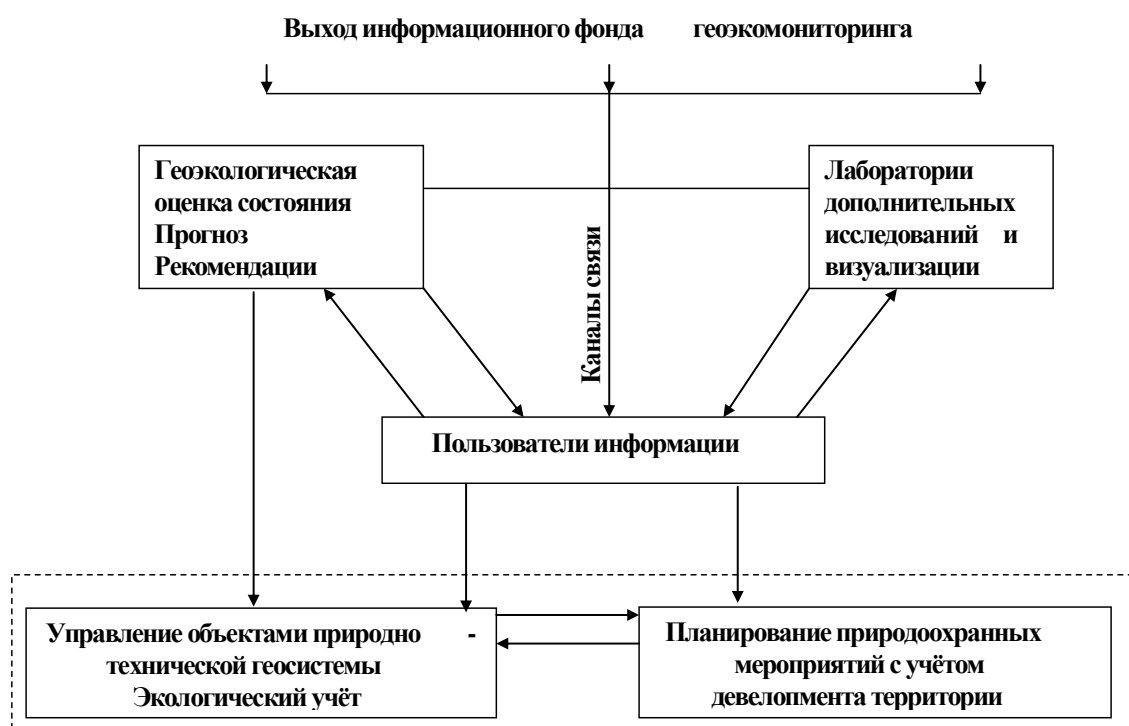 Выход информационного фонда геоэкомониторинга
Геоэкологическая
оценка состояния
Прогноз
Рекомендации
Лаборатории
дополнительных
исследований и
визуализации
Каналы связи
Пользователи информации
Управление объектами природно -
технической геосистемы
Экологический учёт
Планирование природоохранных
мероприятий с учётом
девелопмента территории